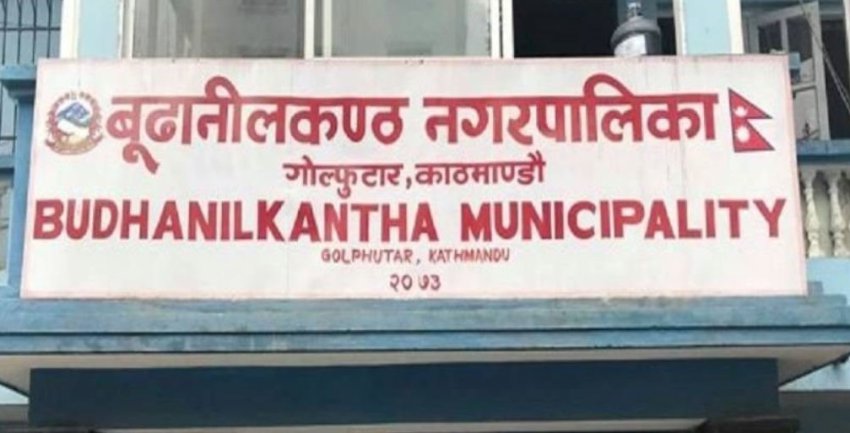 बूढानीलकण्ठ नगरपालिका
गोल्फुटार, काठमाण्डौ
BUDHANILKANTHA MUNICIPALITY
GOLPHUTAR, KATHMANDU
२०७३